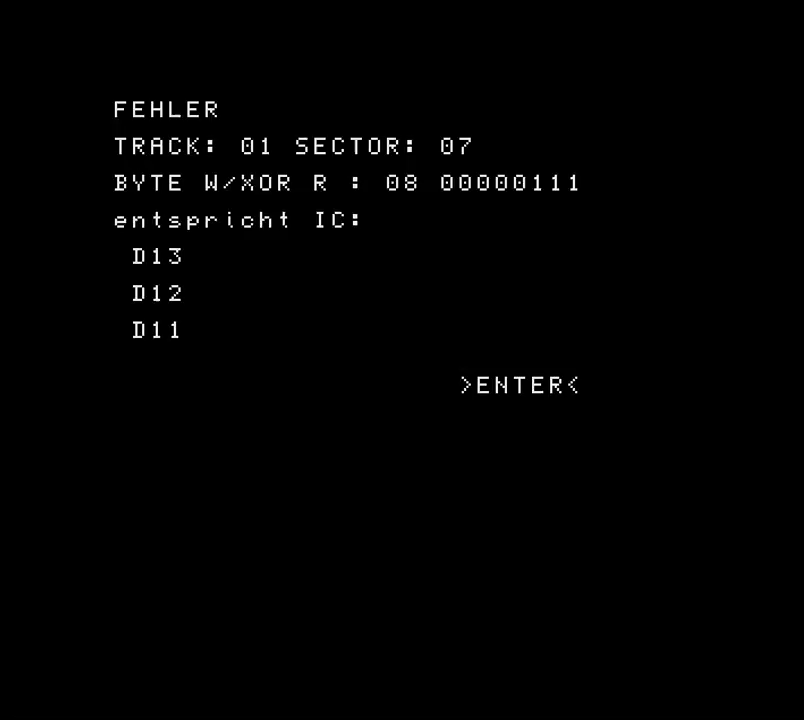 FEHLER
TRACK: 01 SECTOR: 07
BYTE W/XOR R : 08 00000111
entspricht IC:
D13
D12
D11
>ENTER<